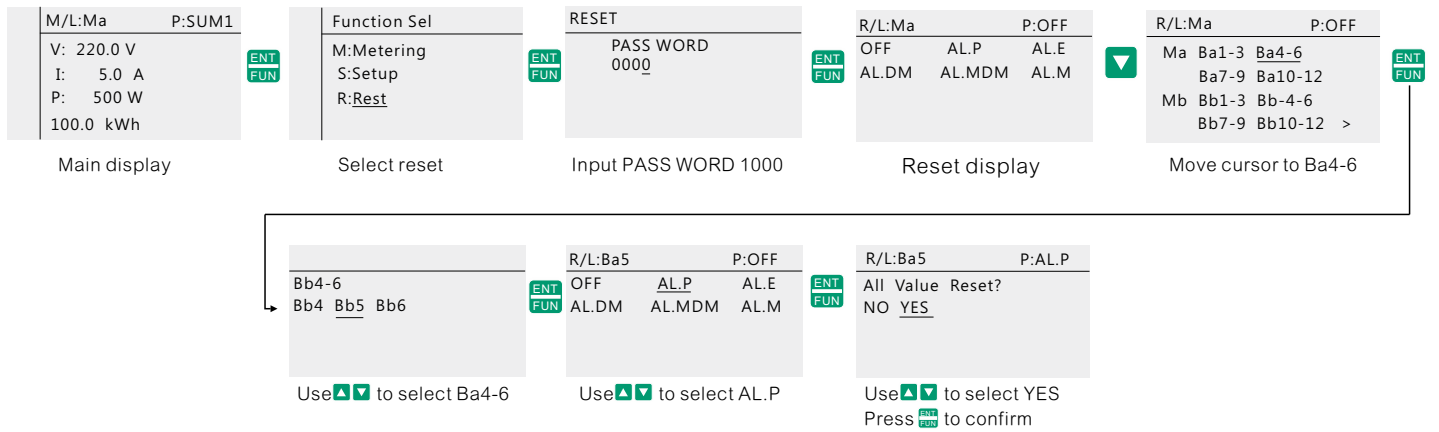 M/L:Ma P:SUM1
V: 220.0 V
I: 5.0 A
P: 500 W
100.0 kWh
Main display
ENT
FUN
Function Sel
M:Metering
S:Setup
R:Rest
Select reset
ENT
FUN
RESET
PASS WORD
0000
Input PASS WORD 1000
ENT
FUN
R/L:Ma P:OFF
OFF AL.P AL.E
AL.DM AL.MDM AL.M
Reset display
R/L:Ma P:OFF
Ma Ba1-3 Ba4-6
Ba7-9 Ba10-12
Mb Bb1-3 Bb-4-6
Bb7-9 Bb10-12 >
Move cursor to Ba4-6
ENT
FUN
Bb4-6
Bb4 Bb5 Bb6
Use to select Ba4-6
ENT
FUN
R/L:Ba5 P:OFF
OFF AL.P AL.E
AL.DM AL.MDM AL.M
Use to select AL.P
ENT
FUN
R/L:Ba5 P:AL.P
All Value Reset?
NO YES
Use to select YES
Press ENT FUN to confirm